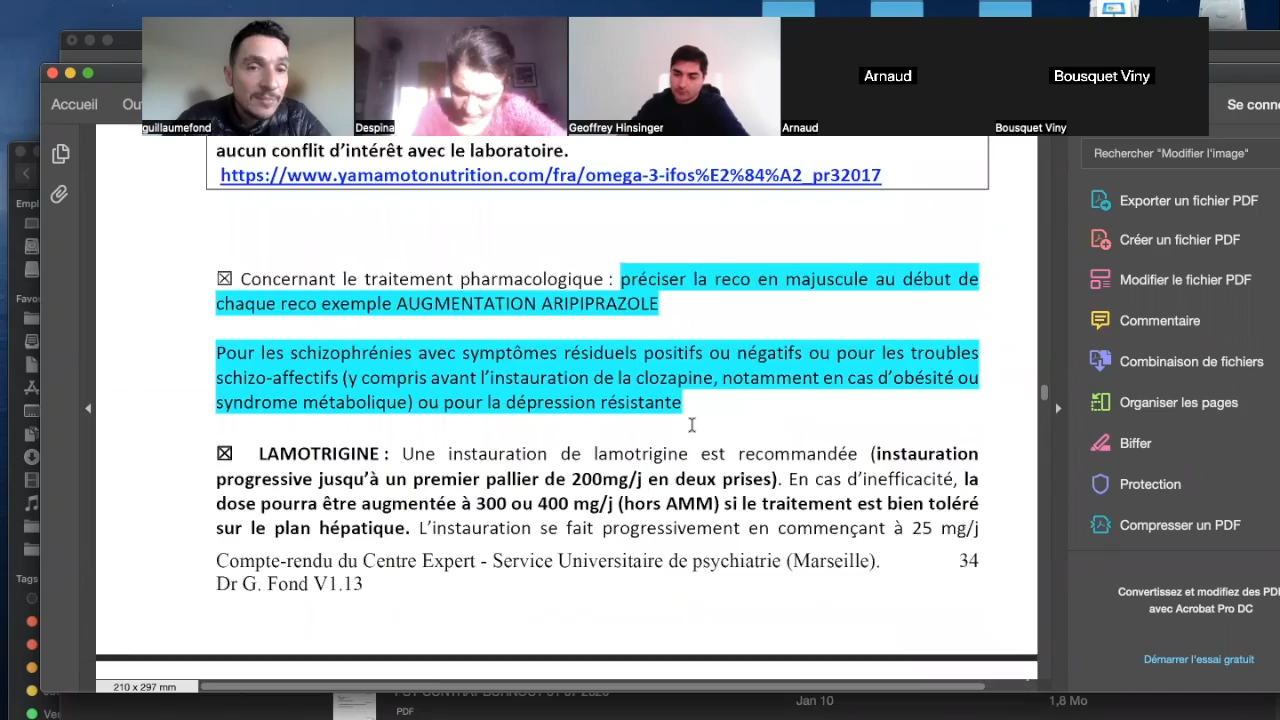 Arnaud
Bousquet Viny
guillaumefond
Despina
Geoffrey Hinsinger
Arnaud
Bousquet Viny
Accueil
Ou
Se conne
aucun conflit d'intérêt avec le laboratoire.
https://www.yamamotonutrition.com/fra/omega-3-ifos%E2%84%A2_pr32017
Rechercher "Modifier l'image"
Exporter un fichier PDF
Créer un fichier PDF
Modifier le fichier PDF
Commentaire
Combinaison de fichiers
Organiser les pages
Biffer
Protection
Compresser un PDF
Convertissez et modifiez des PD
avec Acrobat Pro DC
Démarrer l'essai gratuit
Empl
Favou
Tags
Ve
☒ Concernant le traitement pharmacologique : préciser la reco en majuscule au début de
chaque reco exemple AUGMENTATION ARIPIPRAZOLE
Pour les schizophrénies avec symptômes résiduels positifs ou négatifs ou pour les troubles
schizo-affectifs (y compris avant l'instauration de la clozapine, notamment en cas d'obésité ou
syndrome métabolique) ou pour la dépression résistante
☒ LAMOTRIGINE : Une instauration de lamotrigine est recommandée (instauration
progressive jusqu'à un premier pallier de 200mg/j en deux prises). En cas d'inefficacité, la
dose pourra être augmentée à 300 ou 400 mg/j (hors AMM) si le traitement est bien toléré
sur le plan hépatique. L'instauration se fait progressivement en commençant à 25 mg/j
Compte-rendu du Centre Expert - Service Universitaire de psychiatrie (Marseille). 34
Dr G. Fond V1.13
210 x 297 mm
PDF
Jan 10
1,8 Mo